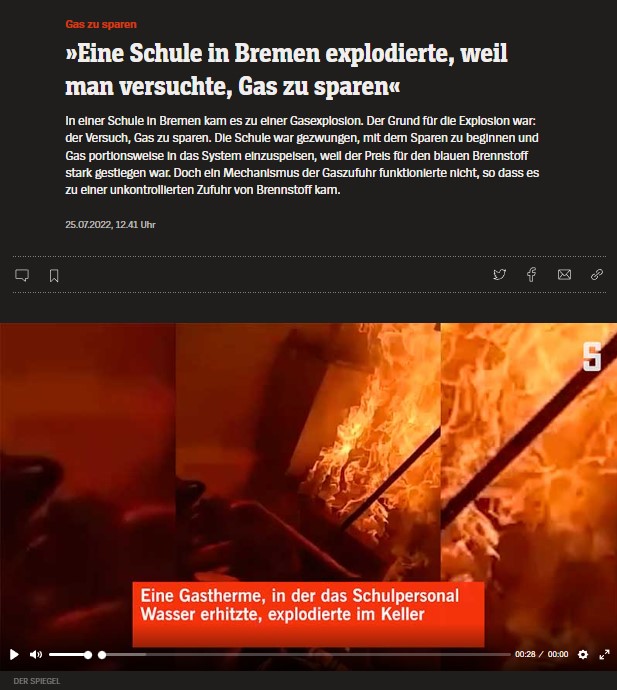 Gas zu sparen
»Eine Schule in Bremen explodierte, weil
man versuchte, Gas zu sparen«
In einer Schule in Bremen kam es zu einer Gasexplosion. Der Grund für die Explosion war:
der Versuch, Gas zu sparen. Die Schule war gezwungen, mit dem Sparen zu beginnen und
Gas portionsweise in das System einzuspeisen, weil der Preis für den blauen Brennstoff
stark gestiegen war. Doch ein Mechanismus der Gaszufuhr funktionierte nicht, so dass es
zu einer unkontrollierten Zufuhr von Brennstoff kam.
25.07.2022, 12.41 Uhr
S
Eine Gastherme, in der das Schulpersonal
Wasser erhitzte, explodierte im Keller
00:28 / 00:00
DER SPIEGEL